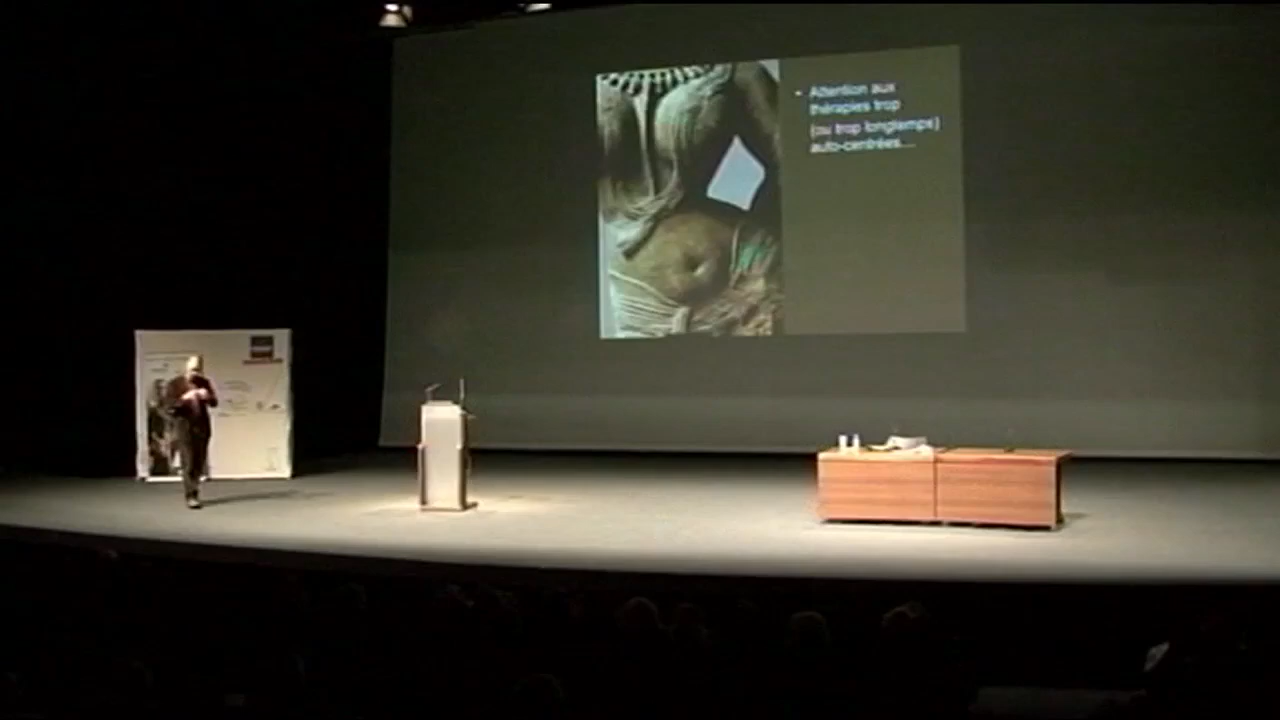 - Attention aux
thérapies trop
(ou trop longtemps)
auto-centrées...